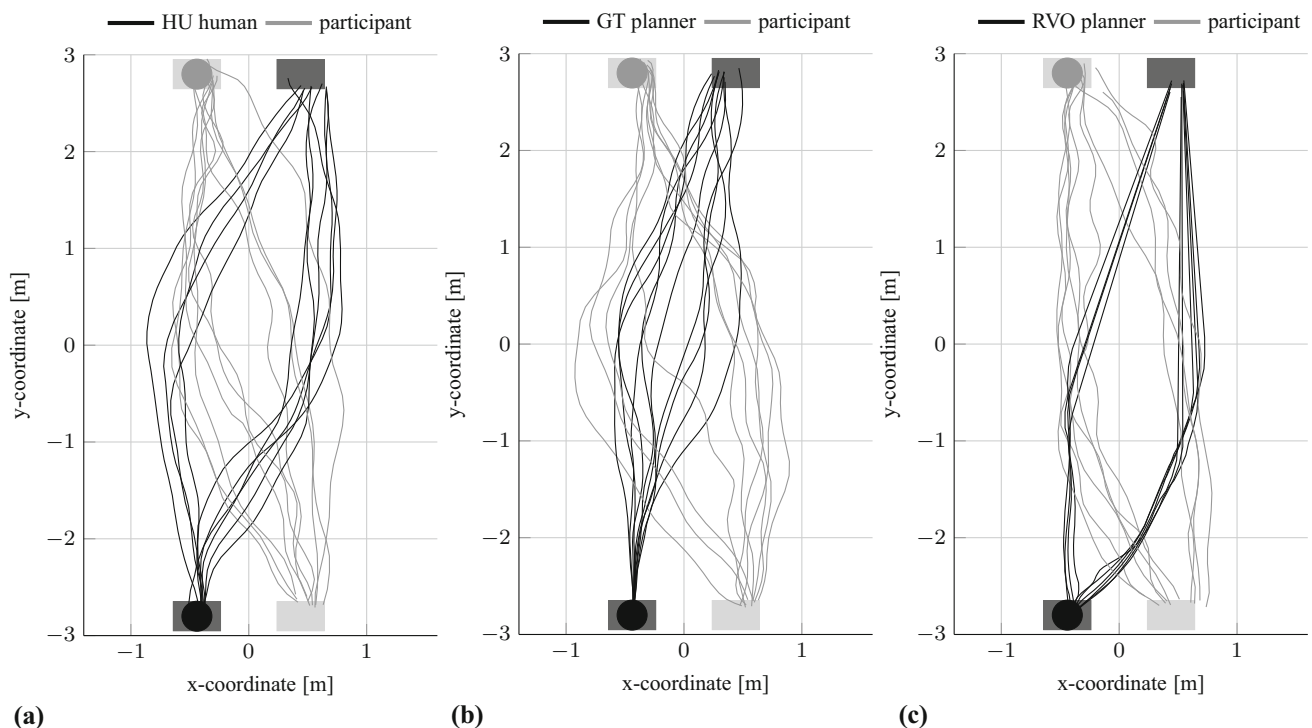 HU human participant
3
2
1
0
−1
−2
−3
y-coordinate [m]
−1 0 1
x-coordinate [m]
(a)
GT planner participant
3
2
1
0
−1
−2
−3
y-coordinate [m]
−1 0 1
x-coordinate [m]
(b)
RVO planner participant
3
2
1
0
−1
−2
−3
y-coordinate [m]
−1 0 1
x-coordinate [m]
(c)